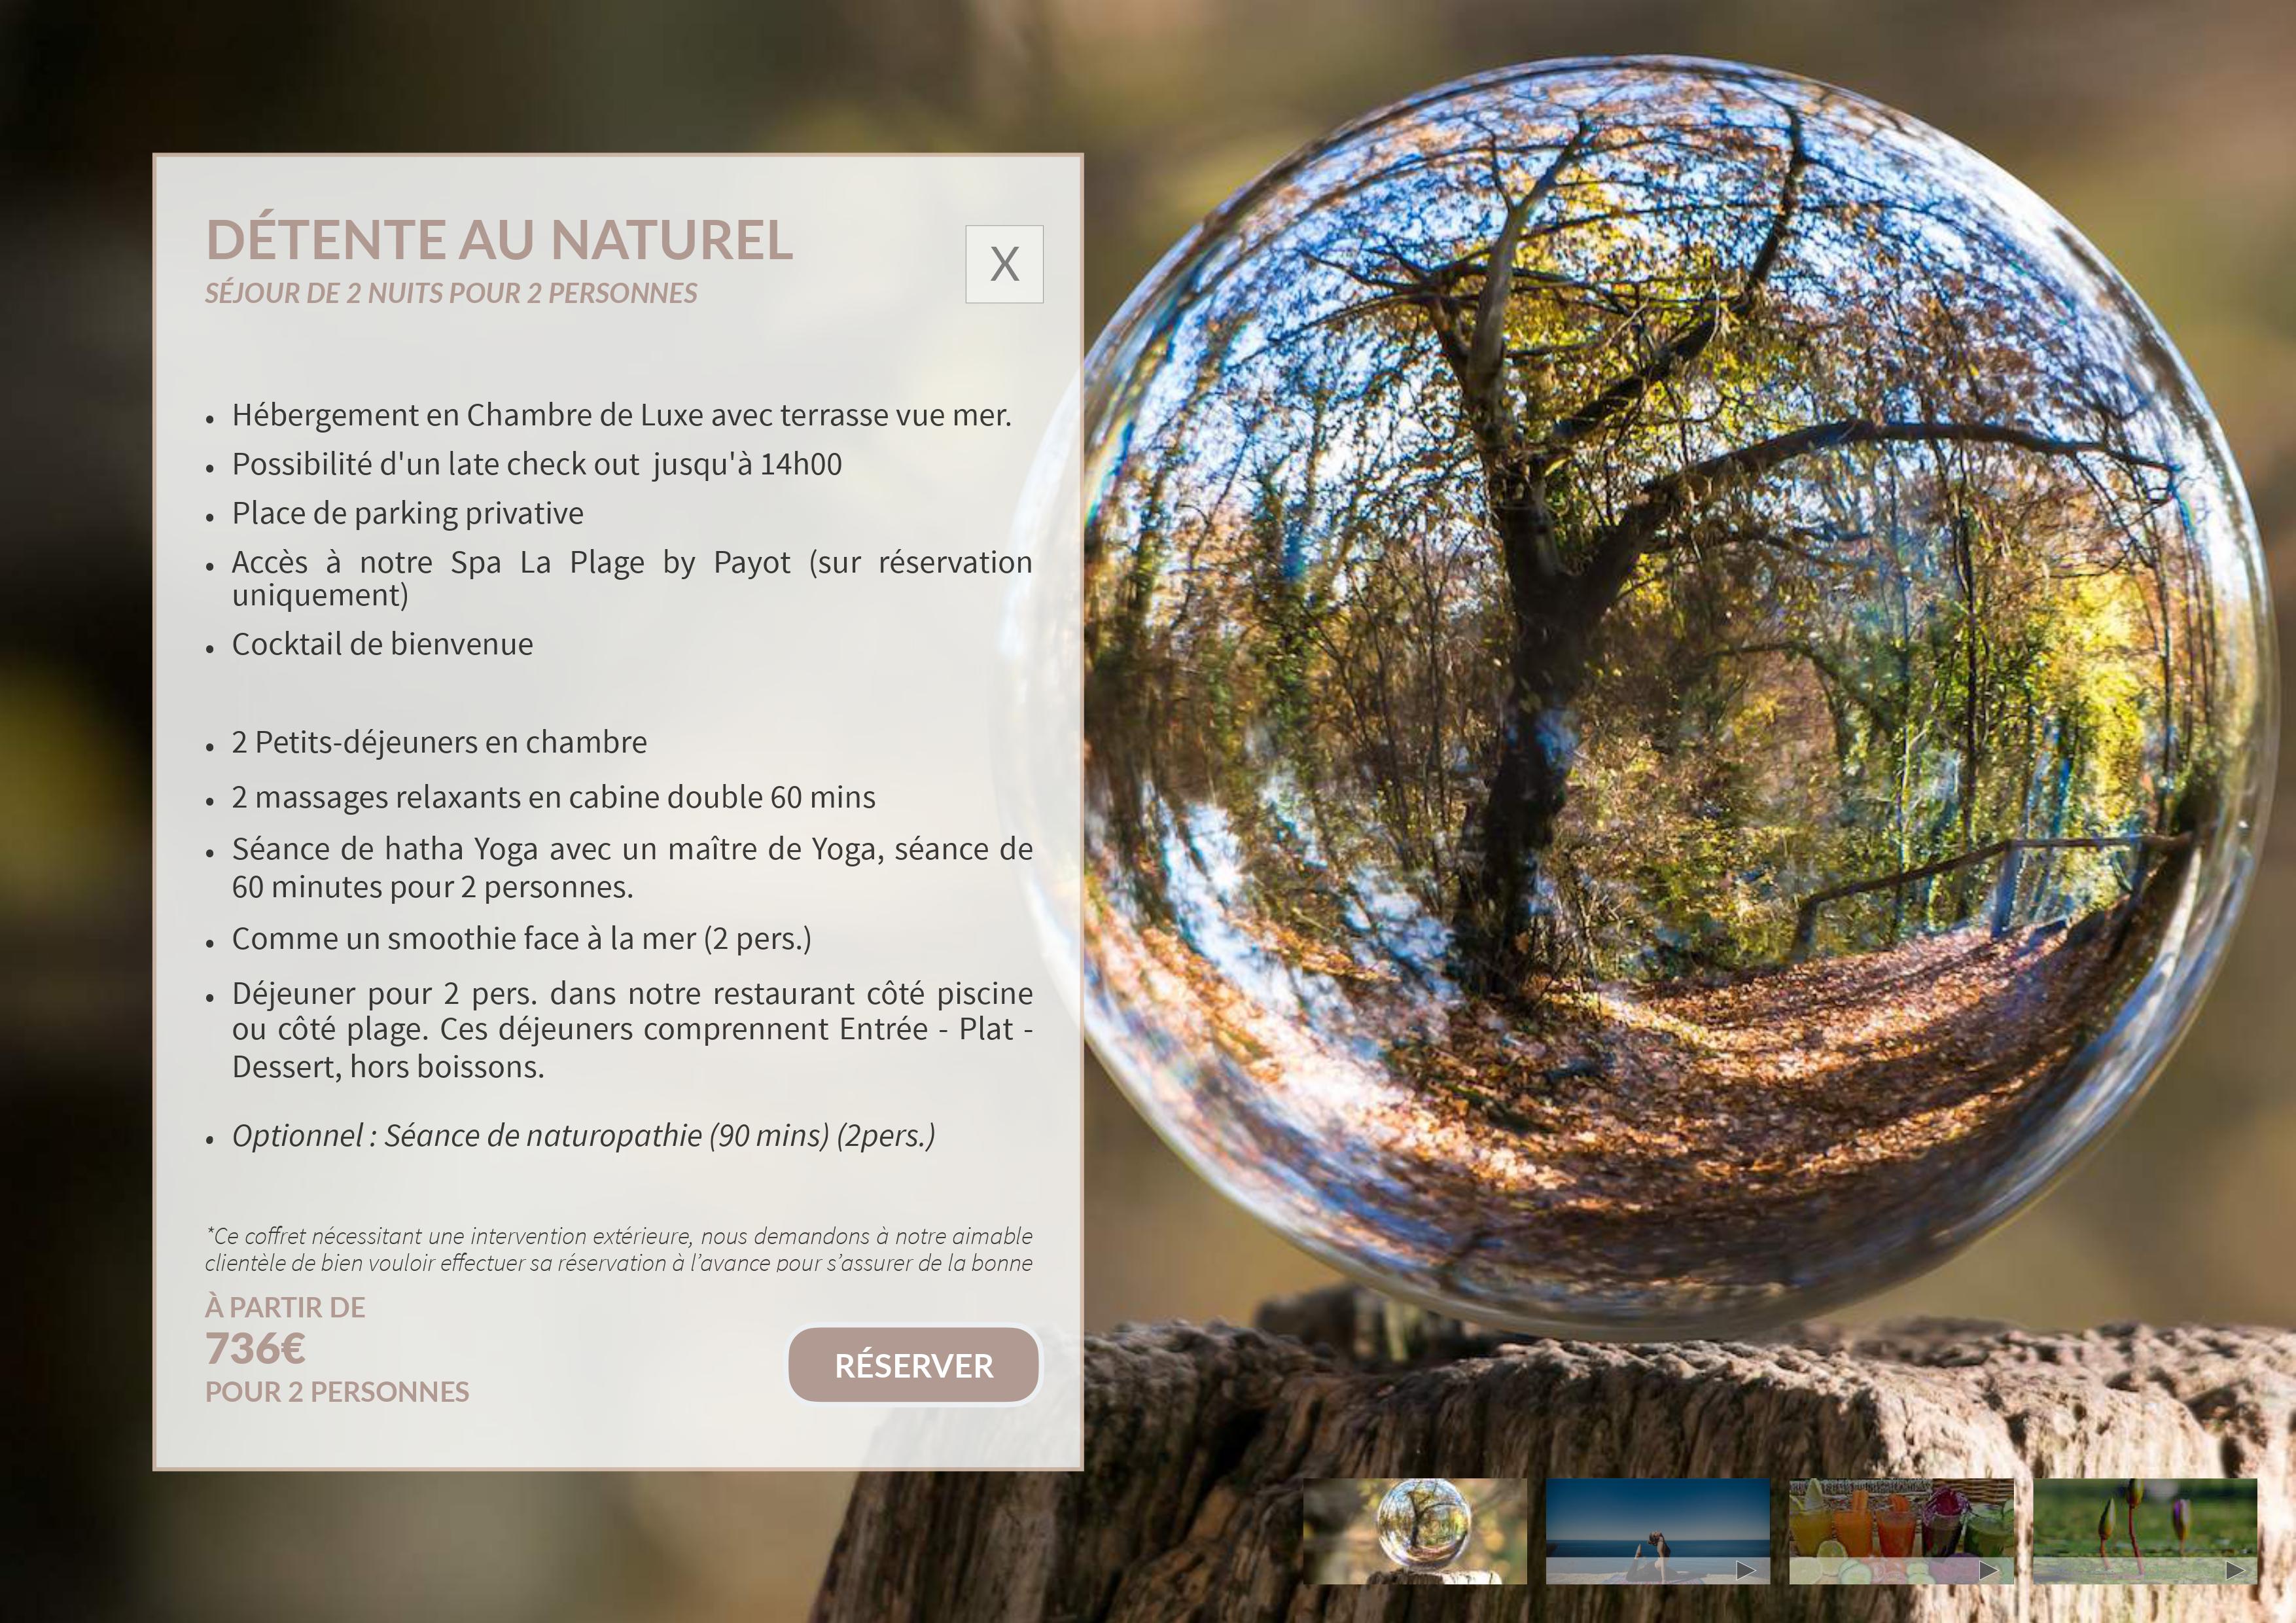 DÉTENTE AU NATUREL
SÉJOUR DE 2 NUITS POUR 2 PERSONNES
X
• Hébergement en Chambre de Luxe avec terrasse vue mer.
• Possibilité d'un late check out  jusqu'à 14h00
• Place de parking privative
• Accès à notre Spa La Plage by Payot (sur réservation
uniquement)
• Cocktail de bienvenue
• 2 Petits-déjeuners en chambre
• 2 massages relaxants en cabine double 60 mins
• Séance de hatha Yoga avec un maître de Yoga, séance de
60 minutes pour 2 personnes.
• Comme un smoothie face à la mer (2 pers.)
• Déjeuner pour 2 pers. dans notre restaurant côté piscine
ou côté plage. Ces déjeuners comprennent Entrée - Plat -
Dessert, hors boissons.
• Optionnel : Séance de naturopathie (90 mins) (2pers.)
*Ce coffret nécessitant une intervention extérieure, nous demandons à notre aimable
clientèle de bien vouloir effectuer sa réservation à l’avance pour s’assurer de la bonne
À PARTIR DE
736€
POUR 2 PERSONNES
RÉSERVER